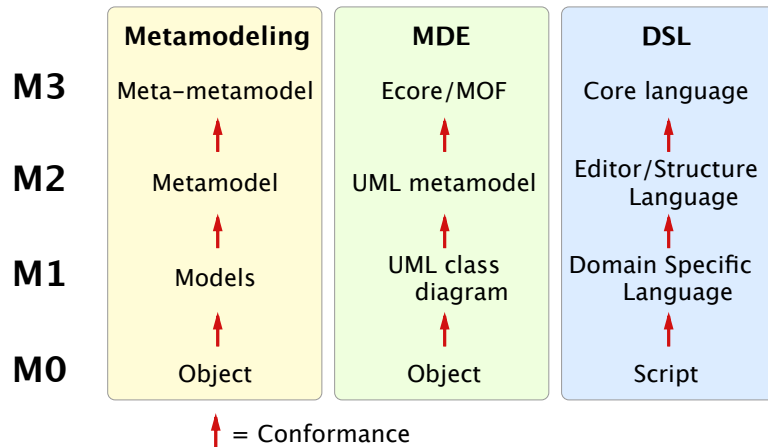 Metamodeling MDE DSL
M3 Meta-metamodel Ecore/MOF Core language
M2 Metamodel UML metamodel Editor/Structure
Language
M1 Models UML class Domain Specific
diagram Language
M0 Object Object Script
= Conformance